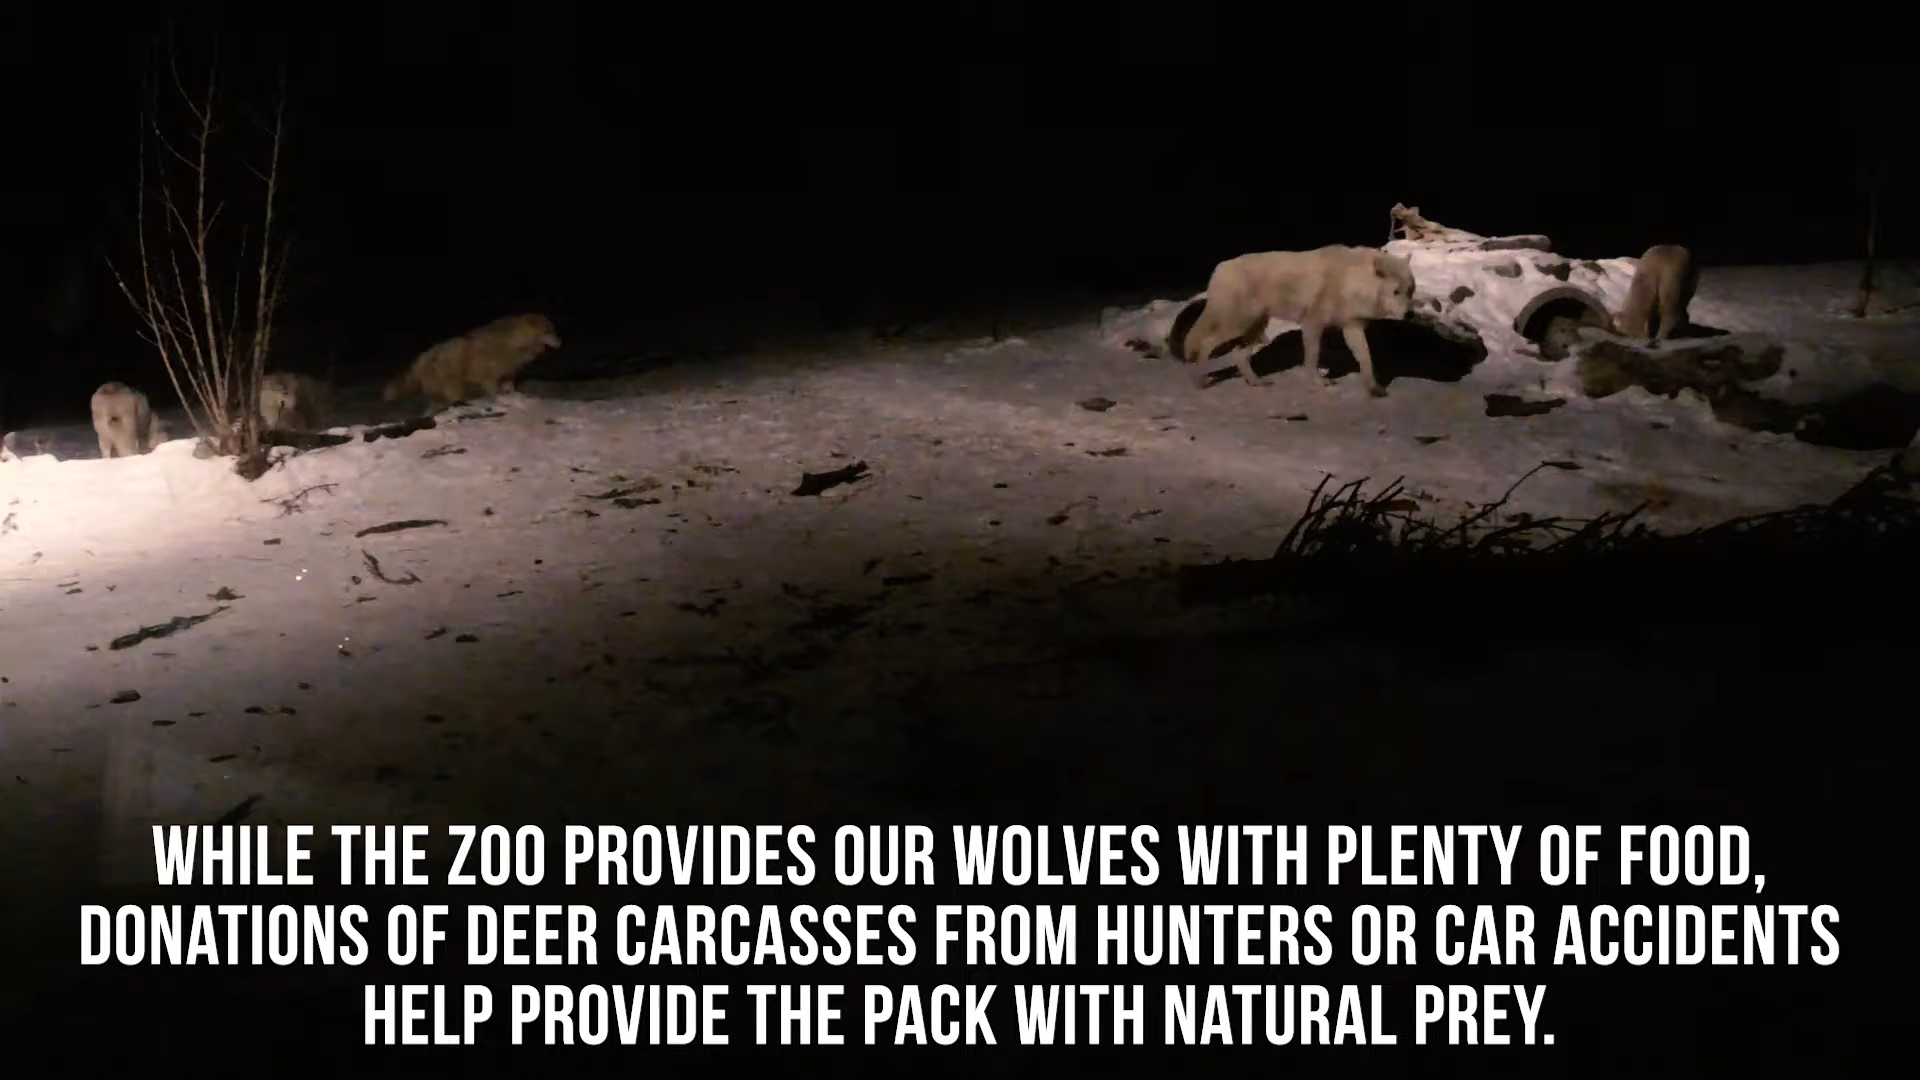 WHILE THE ZOO PROVIDES OUR WOLVES WITH PLENTY OF FOOD,
DONATIONS OF DEER CARCASSES FROM HUNTERS OR CAR ACCIDENTS
HELP PROVIDE THE PACK WITH NATURAL PREY.